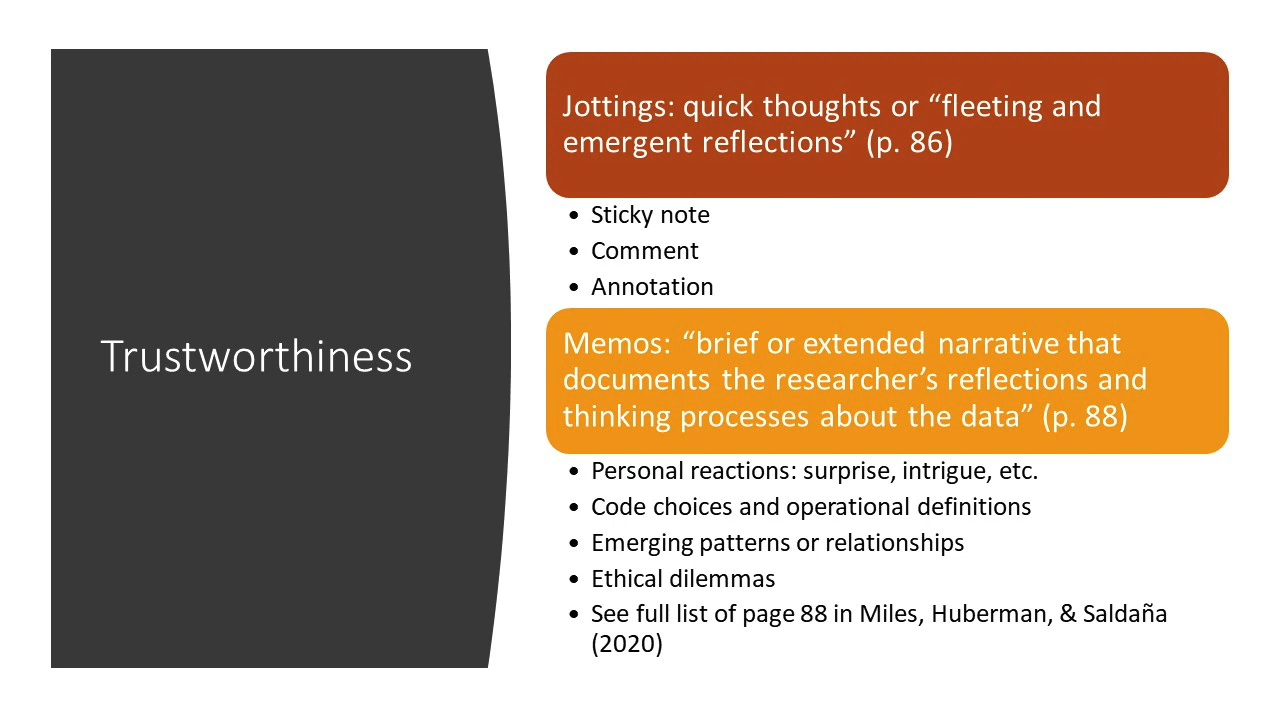 Trustworthiness
Jottings: quick thoughts or “fleeting and
emergent reflections” (p. 86)
• Sticky note
• Comment
• Annotation
Memos: “brief or extended narrative that
documents the researcher’s reflections and
thinking processes about the data” (p. 88)
• Personal reactions: surprise, intrigue, etc.
• Code choices and operational definitions
• Emerging patterns or relationships
• Ethical dilemmas
• See full list of page 88 in Miles, Huberman, & Saldaña
(2020)